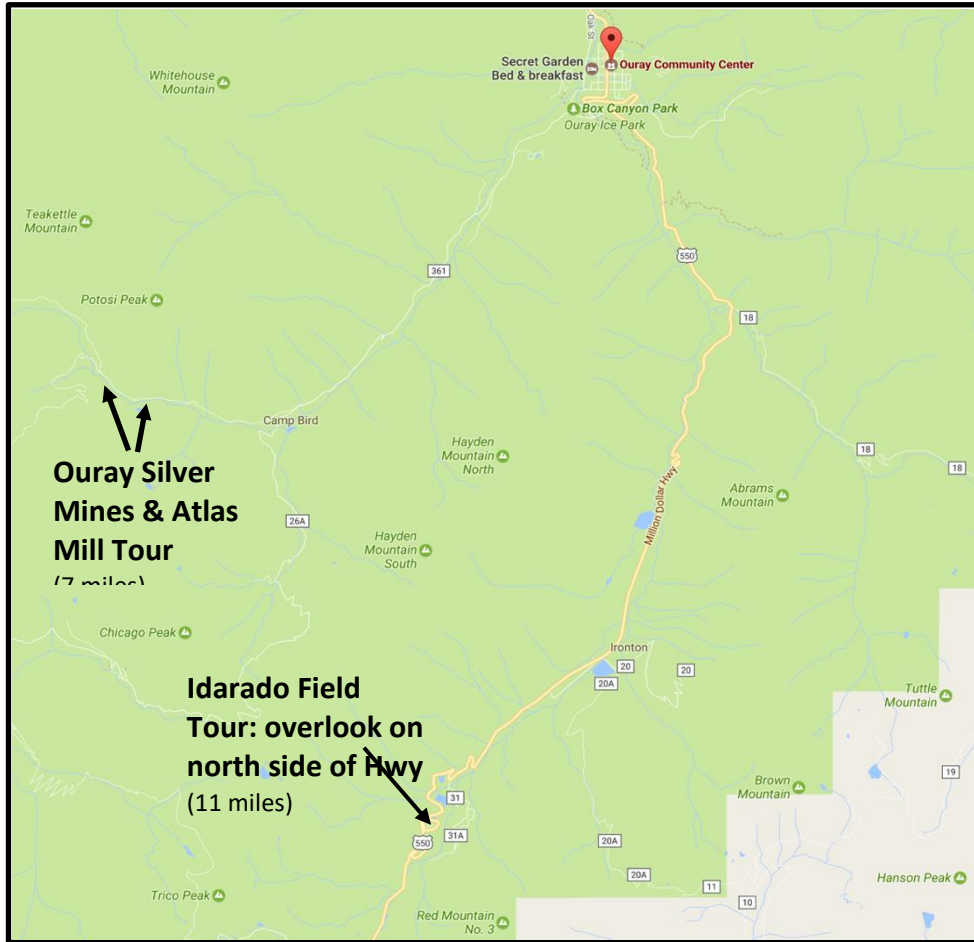 Oak St
Secret Garden
Bed & breakfast
Ouray Community Center
Whitehouse
Mountain
Box Canyon Park
Ouray Ice Park
Teakettle
Mountain
550
361
Potosi Peak
18
Camp Bird
Hayden
Mountain
North
18
18
Ouray Silver
Mines & Atlas
Mill Tour
(7 miles)
Abrams
Mountain
Million Dollar Hwy
26A
Hayden
Mountain
South
Chicago Peak
Ironton
20
20
20A
Idarado Field
Tour: overlook on
north side of Hwy
(11 miles)
Tuttle
Mountain
19
Brown
Mountain
31
31A
550
20A
20A
11
10
Hanson Peak
Trico Peak
Red Mountain
No. 3